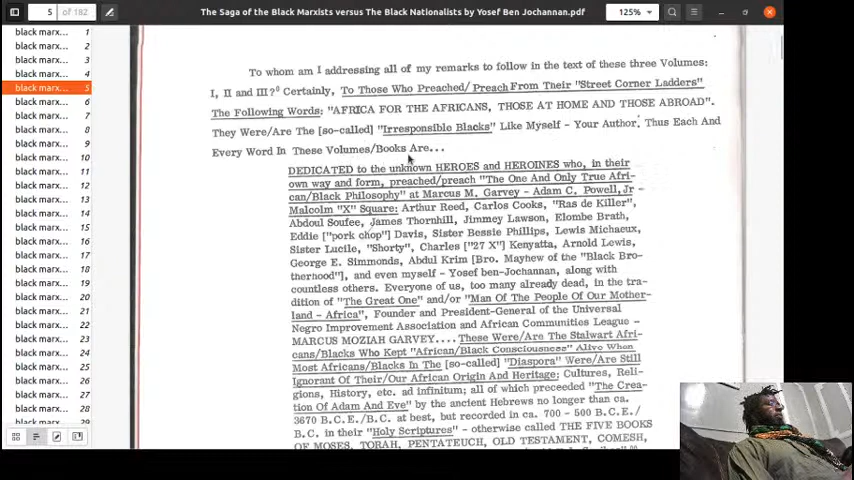 5 of 182
The Saga of the Black Marxists versus The Black Nationalists by Yosef Ben Jochannan.pdf
125%
black marx... 1
black marx... 2
black marx... 3
black marx... 4
black marx... 5
black marx... 6
black marx... 7
black marx... 8
black marx... 9
black marx... 10
black marx... 11
black marx... 12
black marx... 13
black marx... 14
black marx... 15
black marx... 16
black marx... 17
black marx... 18
black marx... 19
black marx... 20
black marx... 21
black marx... 22
black marx... 23
black marx... 24
black marx... 25
black marx... 26
black marx... 27
black marx... 28
To whom am I addressing all of my remarks to follow in the text of these three Volumes:
I, II and III? Certainly, To Those Who Preached/Preach From Their "Street Corner Ladders"
The Following Words: "AFRICA FOR THE AFRICANS, THOSE AT HOME AND THOSE ABROAD".
They Were/Are The [so-called] "Irresponsible Blacks" Like Myself - Your Author. Thus Each And
Every Word In These Volumes/Books Are...
DEDICATED to the unknown HEROES and HEROINES who, in their
own way and form, preached/preach "The One And Only True Afri-
can/Black Philosophy" at Marcus M. Garvey - Adam C. Powell, Jr -
Malcolm "X" Square: Arthur Reed, Carlos Cooks, "Ras de Killer",
Abdoul Soufee, James Thornhill, Jimmey Lawson, Elombe Brath,
Eddie ["pork chop"] Davis, Sister Bessie Phillips, Lewis Michaeux,
Sister Lucile, "Shorty", Charles ["27 X"] Kenyatta, Arnold Lewis,
George E. Simmonds, Abdul Krim [Bro. Mayhew of the "Black Bro-
therhood"], and even myself - Yosef ben-Jochannan, along with
countless others. Everyone of us, too many already dead, in the tra-
dition of "The Great One" and/or "Man Of The People Of Our Mother-
land - Africa", Founder and President-General of the Universal
Negro Improvement Association and African Communities League -
MARCUS MOZIAH GARVEY.... These Were/Are The Stalwart Afri-
cans/Blacks Who Kept "African/Black Consciousness" Alive When
Most Africans/Blacks In The [so-called] "Diaspora" Were/Are Still
Ignorant Of Their/Our African Origin And Heritage: Cultures, Reli-
gions, History, etc. ad infinitum; all of which preceeded "The Crea-
tion Of Adam And Eve" by the ancient Hebrews no longer than ca.
3670 B.C.E./B.C. at best, but recorded in ca. 700 - 500 B.C.E./
B.C. in their "Holy Scriptures" - otherwise called THE FIVE BOOKS
OF MOSES, TORAH, PENTATEUCH, OLD TESTAMENT, COMESH,